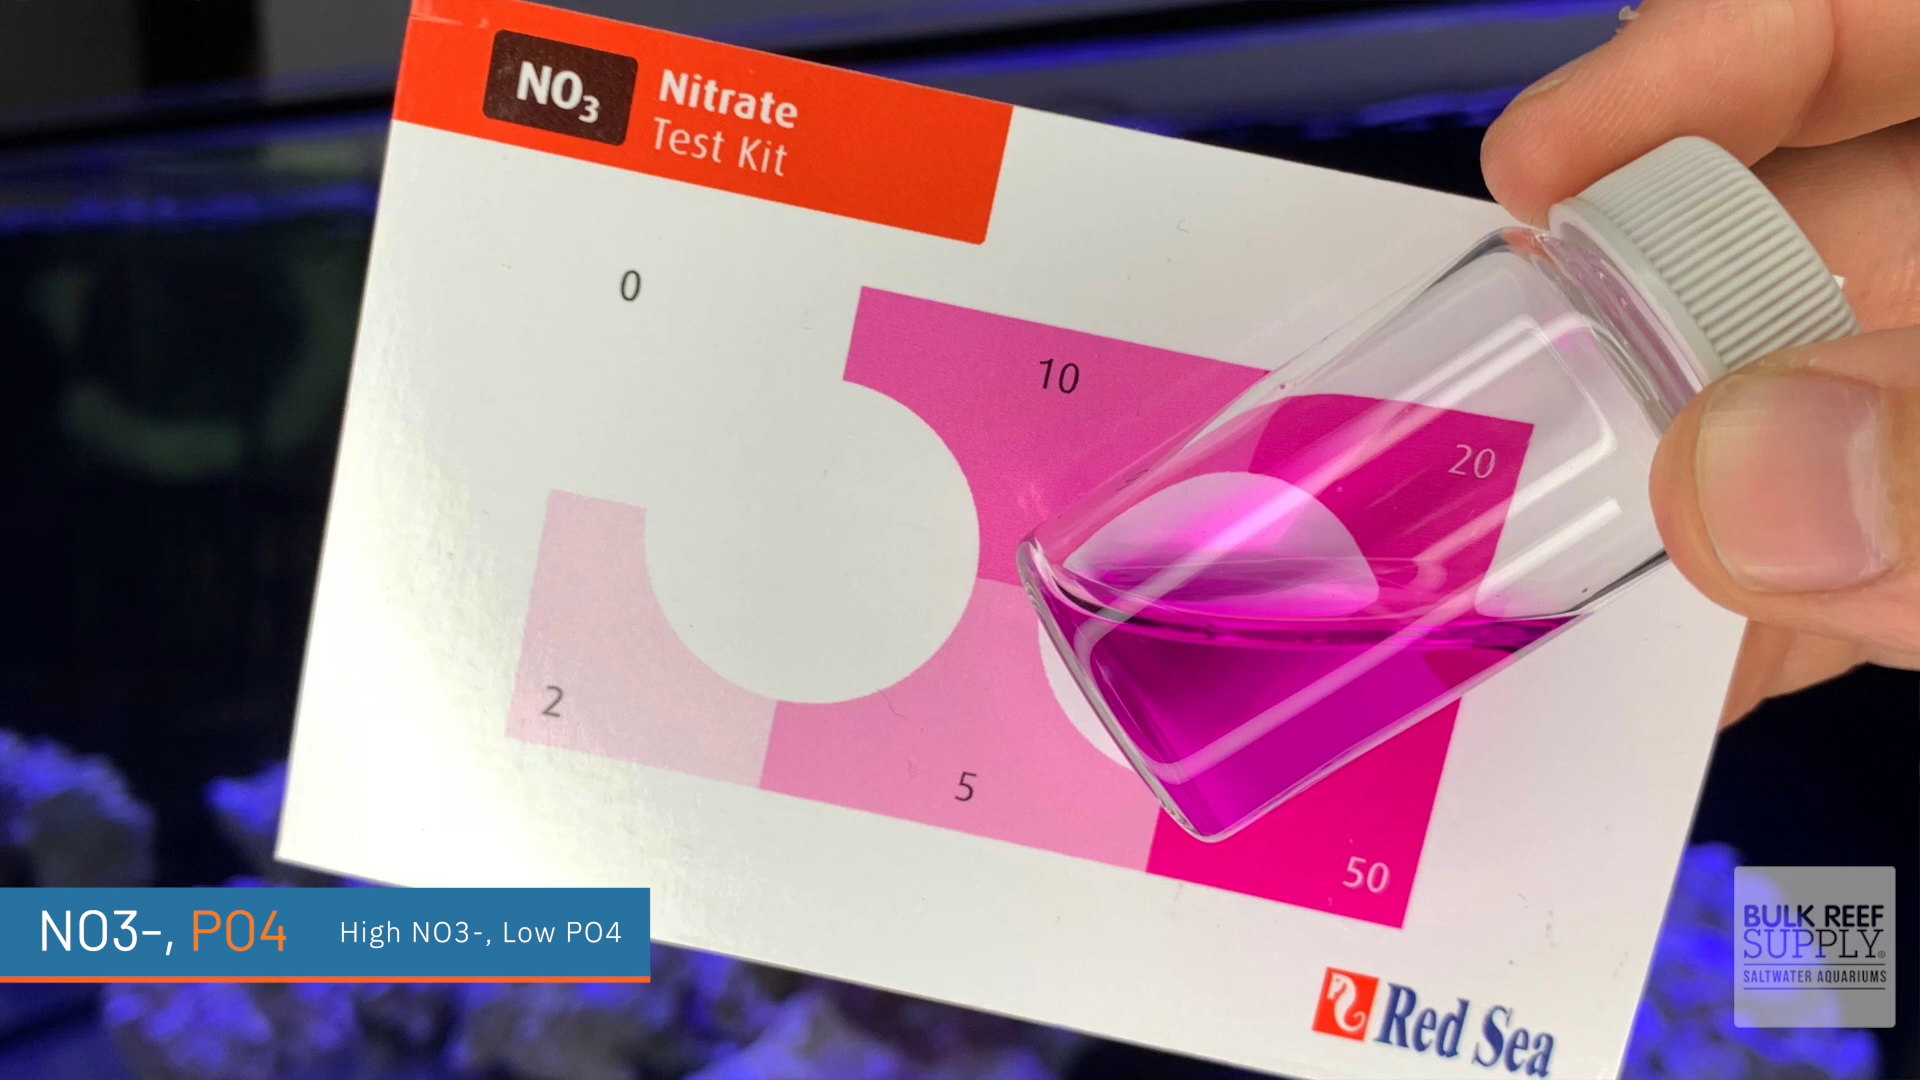 NO3
Nitrate
Test Kit
0
10
20
2
5
50
NO3-, PO4
High NO3-, Low PO4
BULK REEF
SUPPLY®
SALTWATER AQUARIUMS
Red Sea